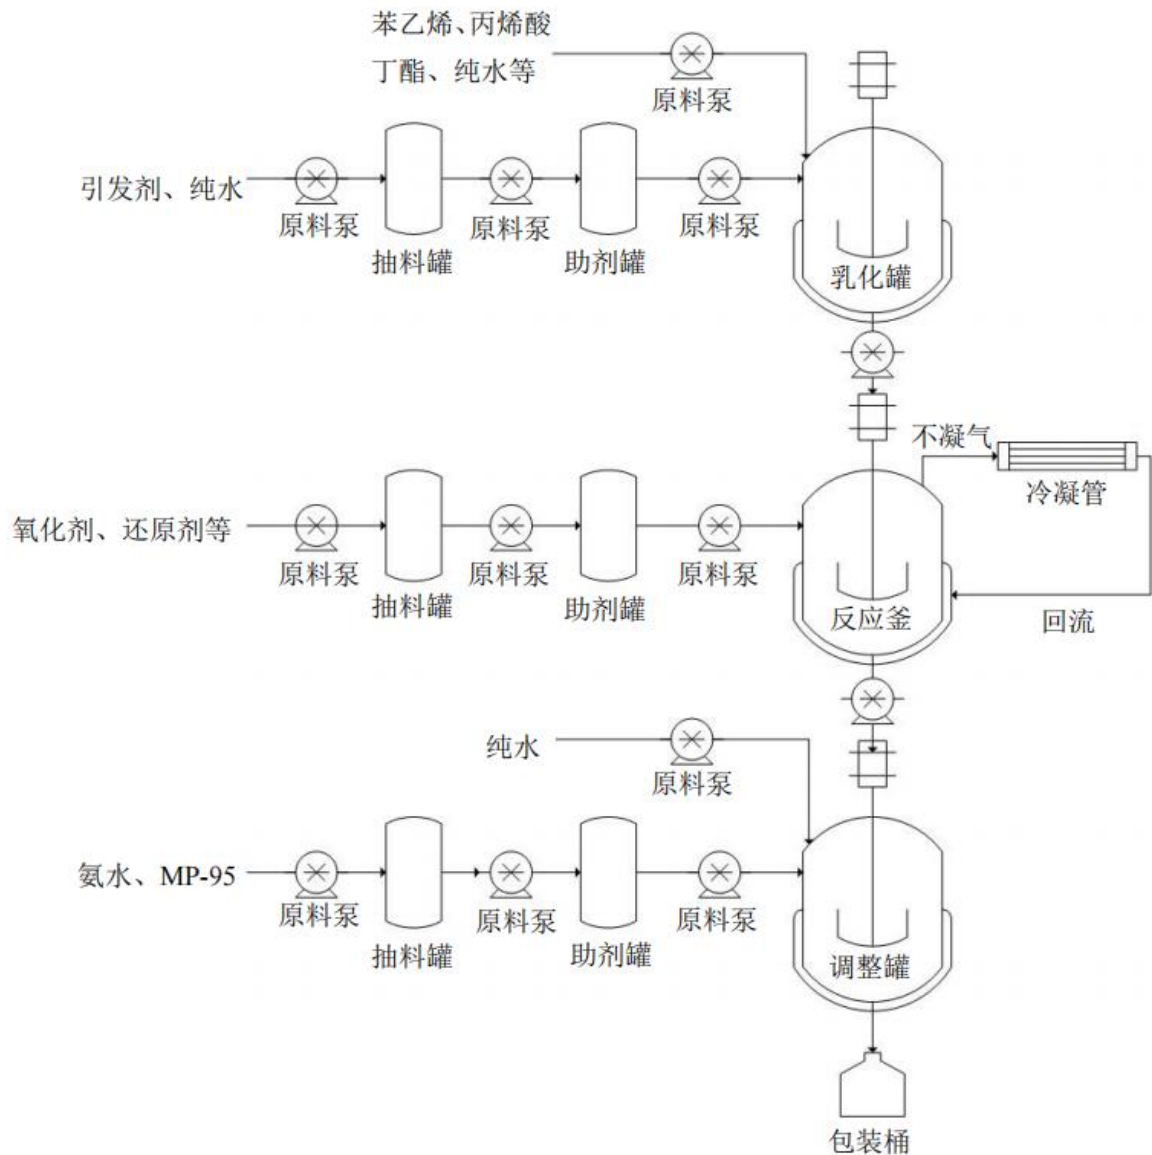 苯乙烯、丙烯酸
丁酯、纯水等
原料泵
引发剂、纯水
原料泵
原料泵
原料泵
抽料罐
助剂罐
乳化罐
不凝气
冷凝管
氧化剂、还原剂等
原料泵
原料泵
原料泵
抽料罐
助剂罐
反应釜
回流
纯水
原料泵
氨水、MP-95
原料泵
原料泵
原料泵
抽料罐
助剂罐
调整罐
包装桶